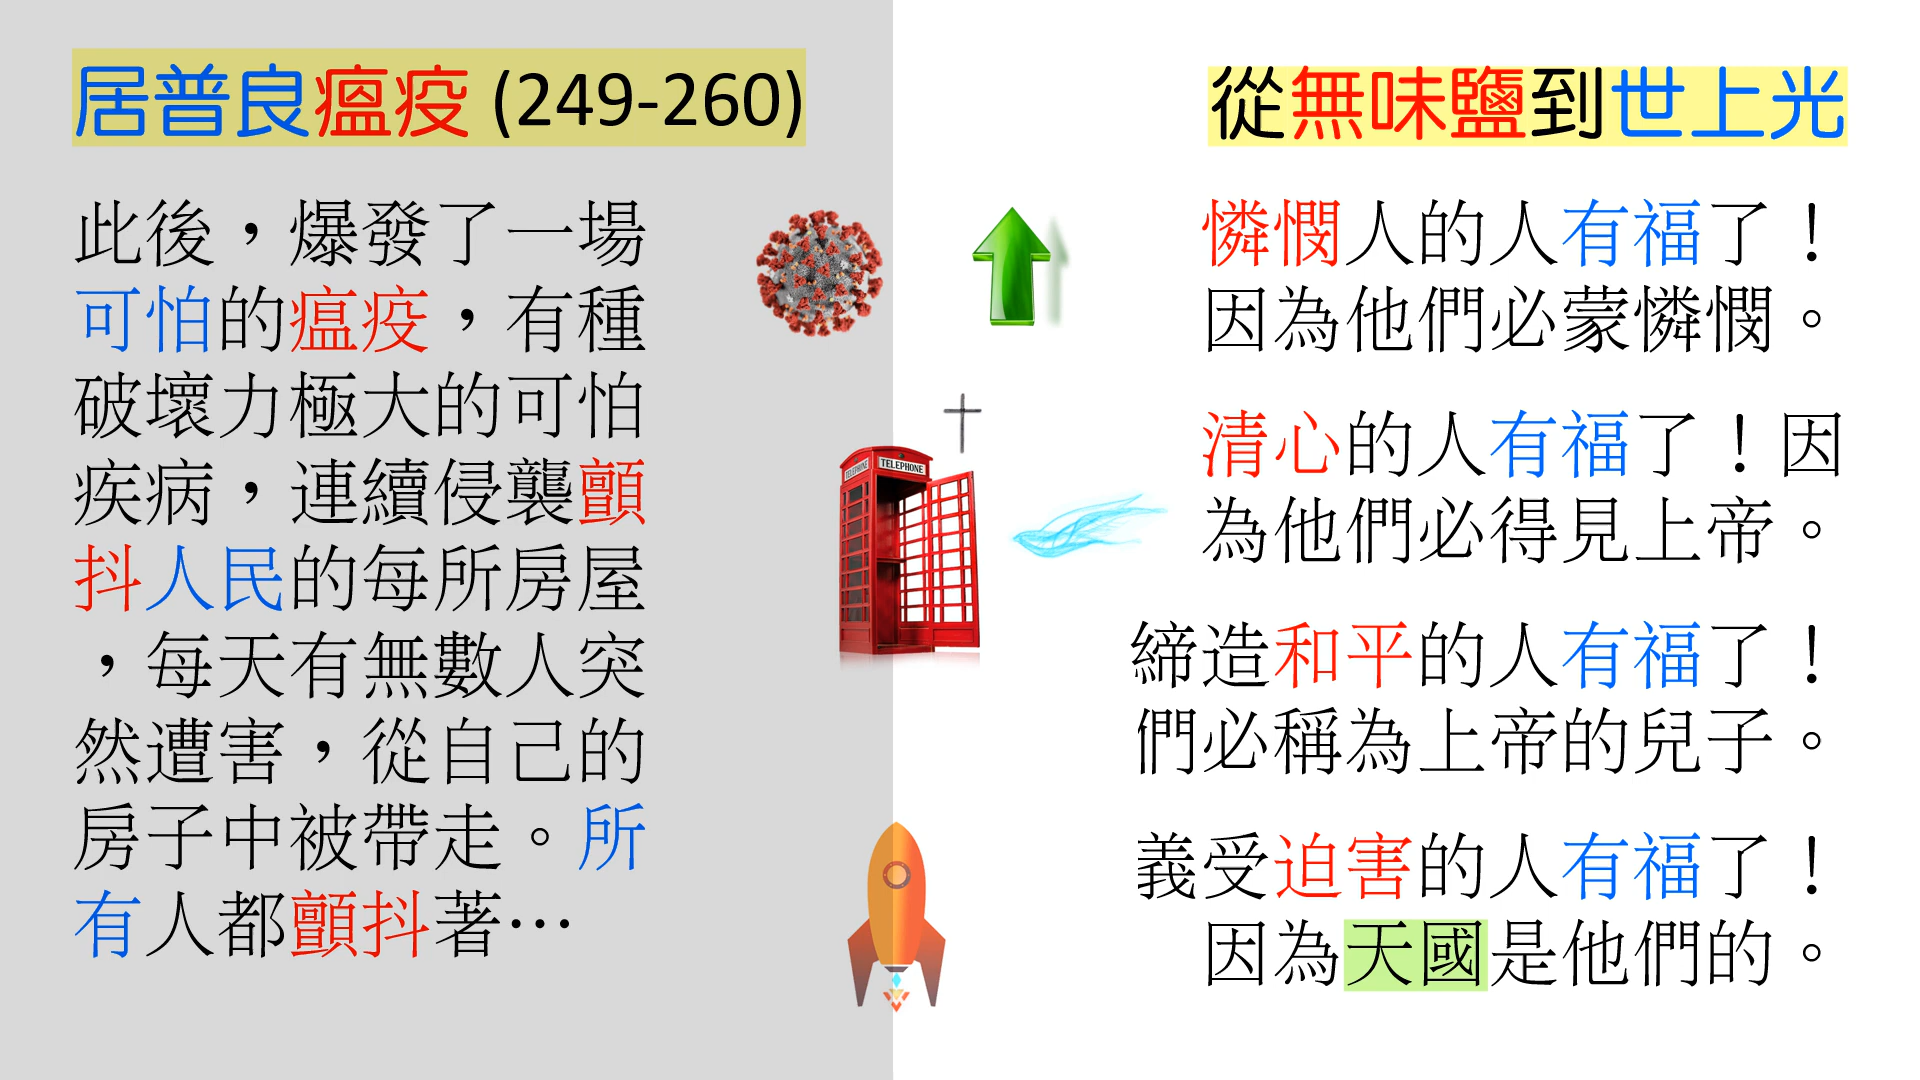 居普良瘟疫 (249-260)
此後，爆發了一場
可怕的瘟疫，有種
破壞力極大的可怕
疾病，連續侵襲顫
抖人民的每所房屋
，每天有無數人突
然遭害，從自己的
房子中被帶走。所
有人都顫抖著…
TELEPHONE
TELEPHONE
從無味鹽到世上光
憐憫人的人有福了！
因為他們必蒙憐憫。
清心的人有福了！因
為他們必得見上帝。
締造和平的人有福了！
們必稱為上帝的兒子。
義受迫害的人有福了！
因為天國是他們的。